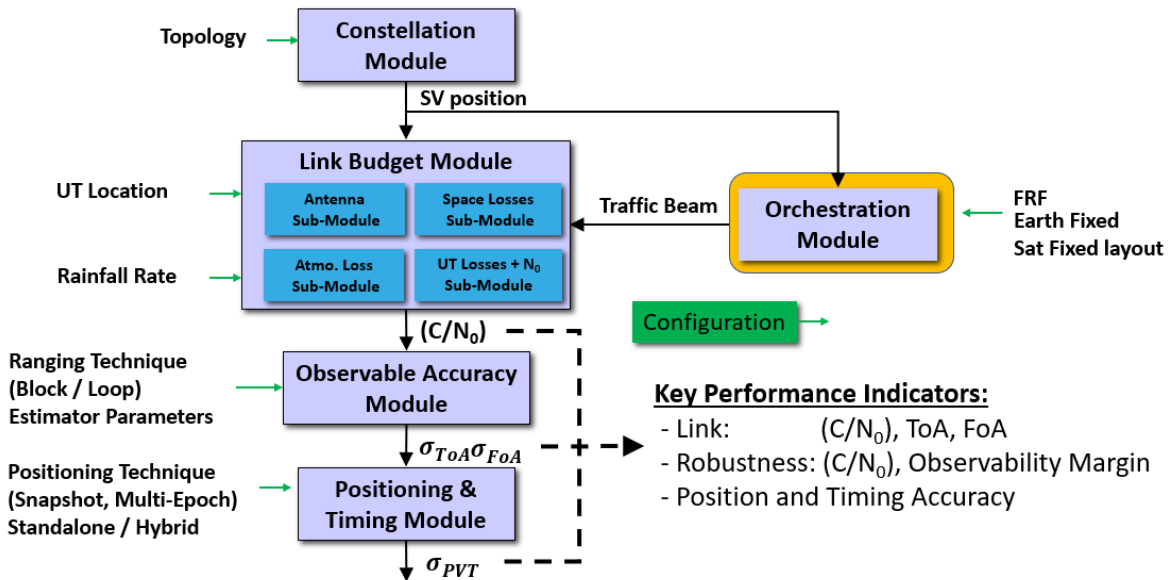 Topology
Constellation
Module
SV position
Link Budget Module
UT Location
Antenna
Sub-Module
Space Losses
Sub-Module
Rainfall Rate
Atmo. Loss
Sub-Module
UT Losses + N₀
Sub-Module
Traffic Beam
Orchestration
Module
FRF
Earth Fixed
Sat Fixed layout
Configuration
(C/N₀)
Ranging Technique
(Block / Loop)
Estimator Parameters
Observable Accuracy
Module
σ_ToA σ_FoA
Positioning Technique
(Snapshot, Multi-Epoch)
Standalone / Hybrid
Positioning &
Timing Module
σ_PVT
Key Performance Indicators:
- Link: (C/N₀), ToA, FoA
- Robustness: (C/N₀), Observability Margin
- Position and Timing Accuracy